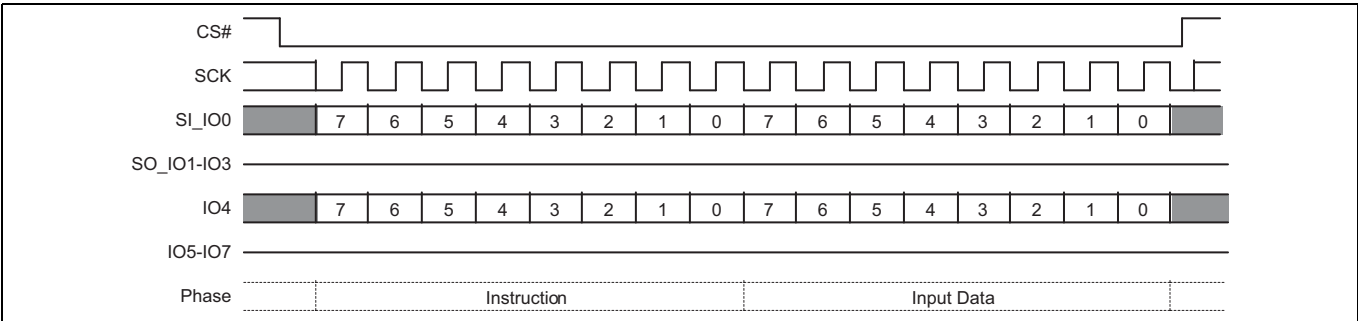 CS#
SCK
SI_IO0 7 6 5 4 3 2 1 0 7 6 5 4 3 2 1 0
SO_IO1-IO3
IO4 7 6 5 4 3 2 1 0 7 6 5 4 3 2 1 0
IO5-IO7
Phase Instruction Input Data